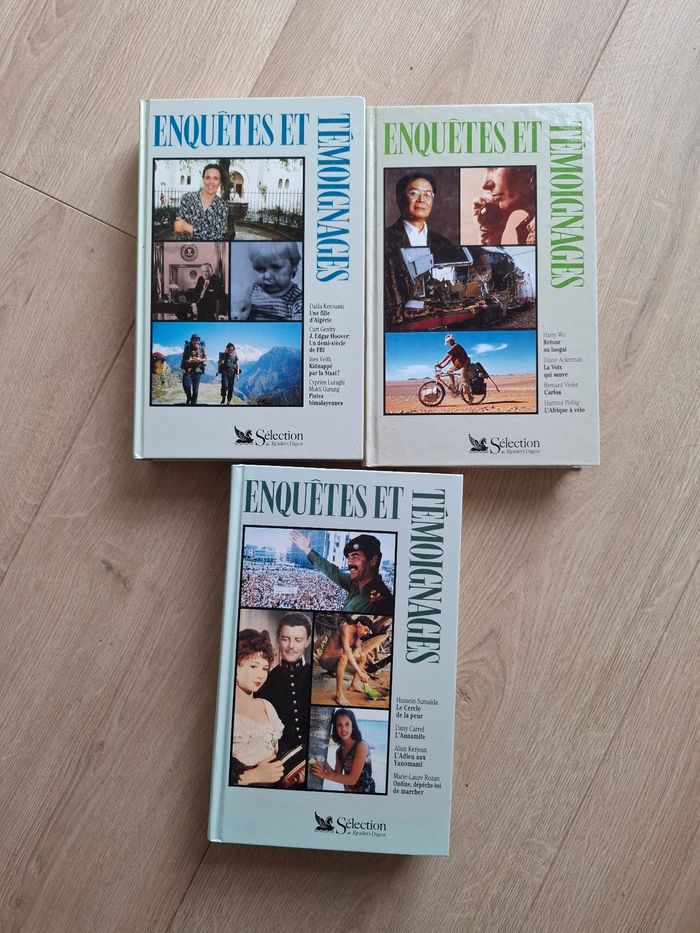 ENQUÊTES ET
TÉMOIGNAGES
Dalila Kerouani
Une fille
d'Algérie
Curt Gentry
J. Edgar Hoover:
Un demi-siècle
de FBI
Ines Veith
Kidnappé
par la Stasi?
Cyprien Luraghi
Mukti Gurung
Pistes
himalayennes
Sélection
du Reader's Digest
ENQUÊTES ET
TÉMOIGNAGES
Harry Wu
Retour
au laogai
Diane Ackerman
La Voix
qui sauve
Bernard Violet
Carlos
Hartmut Fiebig
L'Afrique à vélo
Sélection
du Reader's Digest
ENQUÊTES ET
TÉMOIGNAGES
Hussein Sumaïda
Le Cercle
de la peur
Dany Carrel
L'Annamite
Alain Kerjean
L'Adieu aux
Yanomami
Marie-Laure Rozan
Ondine, dépêche-toi
de marcher
Sélection
du Reader's Digest